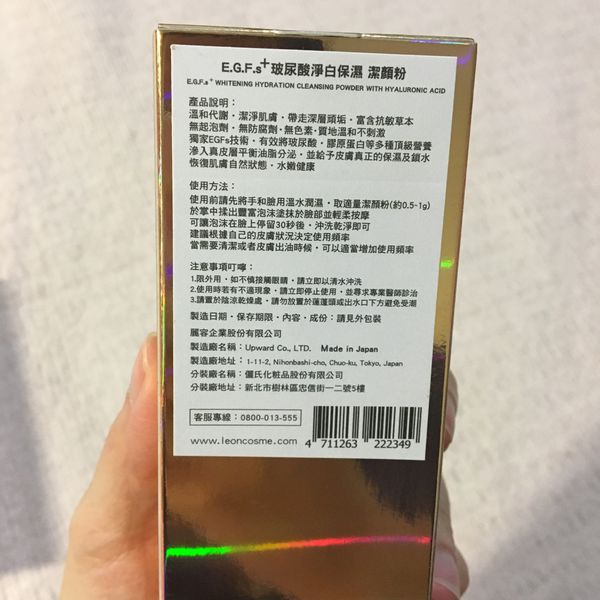 E.G.F.s+玻尿酸淨白保濕 潔顏粉
E.G.F.s+ WHITENING HYDRATION CLEANSING POWDER WITH HYALURONIC ACID
產品說明：
溫和代謝，潔淨肌膚，帶走深層頑垢，富含抗敏草本
無起泡劑，無防腐劑，無色素，質地溫和不刺激
獨家EGFs技術，有效將玻尿酸，膠原蛋白等多種頂級營養
滲入真皮層平衡油脂分泌，並給予皮膚真正的保濕及鎖水
恢復肌膚自然狀態，水嫩健康
使用方法：
使用前請先將手和臉用溫水潤濕，取適量潔顏粉(約0.5~1g)
於掌中揉出豐富泡沫塗抹於臉部並輕柔按摩
可讓泡沫在臉上停留30秒後，沖洗乾淨即可
建議根據自己的皮膚狀況決定使用頻率
當需要清潔或者皮膚出油時候，可以適當增加使用頻率
注意事項叮嚀：
1.限外用，如不慎接觸眼睛，請立即以清水沖洗
2.使用時若有不適現象，請立即停止使用，並尋求專業醫師診治
3.請置於陰涼乾燥處，請勿放置於蓮蓬頭或出水口下方避免受潮
製造日期，保存期限，內容，成份：請見外包裝
麗容企業股份有限公司
製造廠名稱： Upward Co., LTD. Made in Japan
製造廠地址： 1-11-2, Nihonbashi-cho, Chuo-ku, Tokyo, Japan
分裝廠名稱： 儷氏化粧品股份有限公司
分裝廠地址： 新北市樹林區忠信街一二號5樓
客服專線：0800-013-555
www.leoncosme.com
4 711263 222349